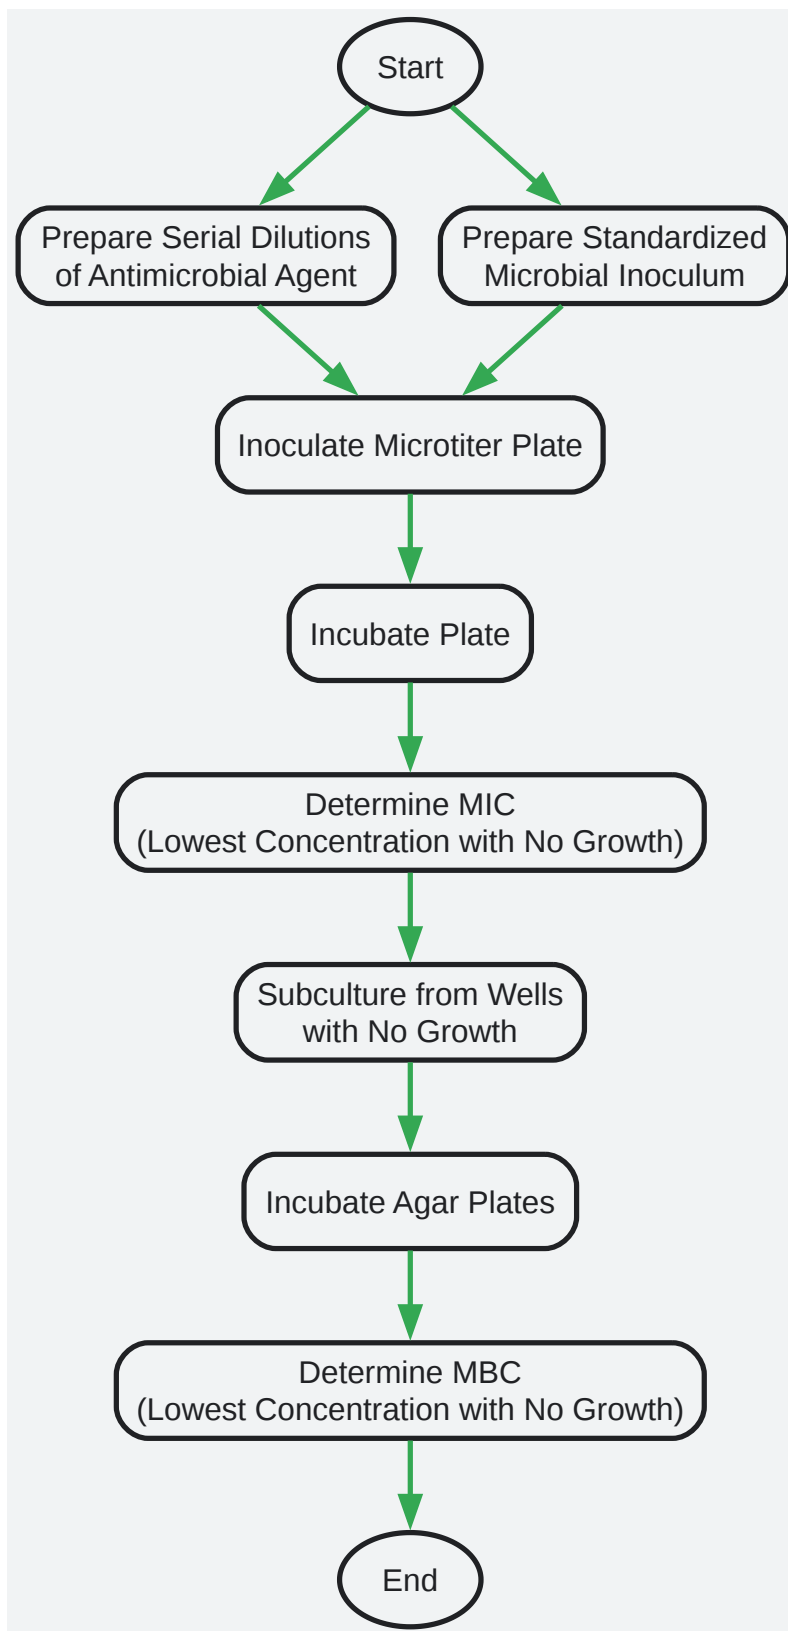 Start
Prepare Serial Dilutions
of Antimicrobial Agent
Prepare Standardized
Microbial Inoculum
Inoculate Microtiter Plate
Incubate Plate
Determine MIC
(Lowest Concentration with No Growth)
Subculture from Wells
with No Growth
Incubate Agar Plates
Determine MBC
(Lowest Concentration with No Growth)
End